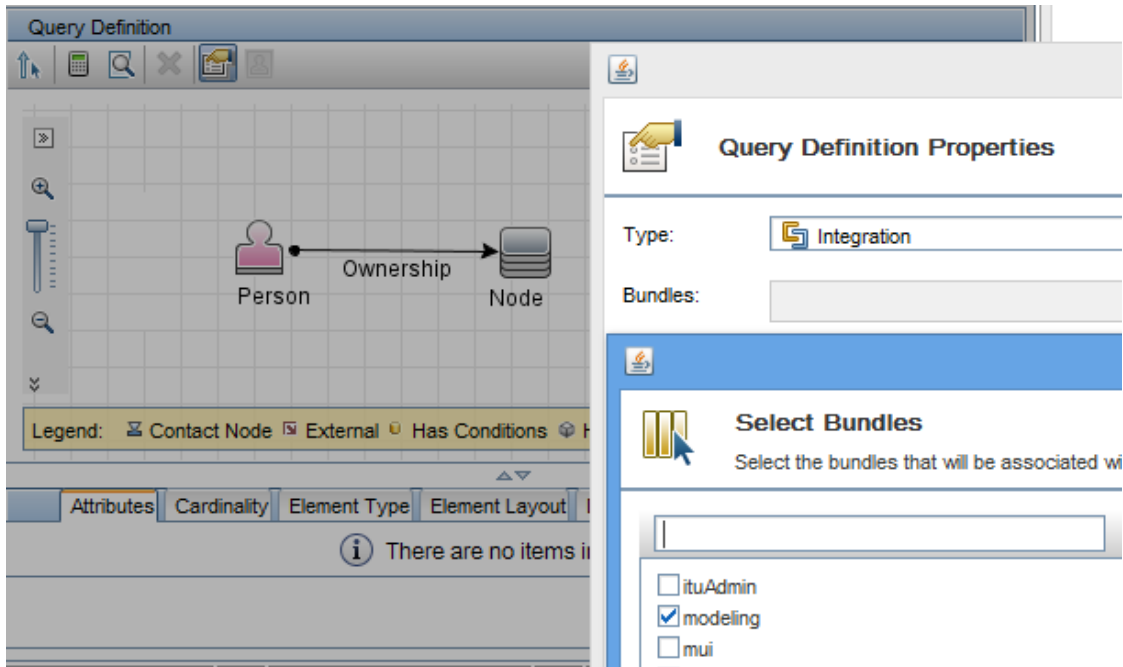 Query Definition
Ownership
Person
Node
Legend: Contact Node External Has Conditions
Attributes Cardinality Element Type Element Layout
There are no items
Query Definition Properties
Type: Integration
Bundles:
Select Bundles
Select the bundles that will be associated
ituAdmin
modeling
mui